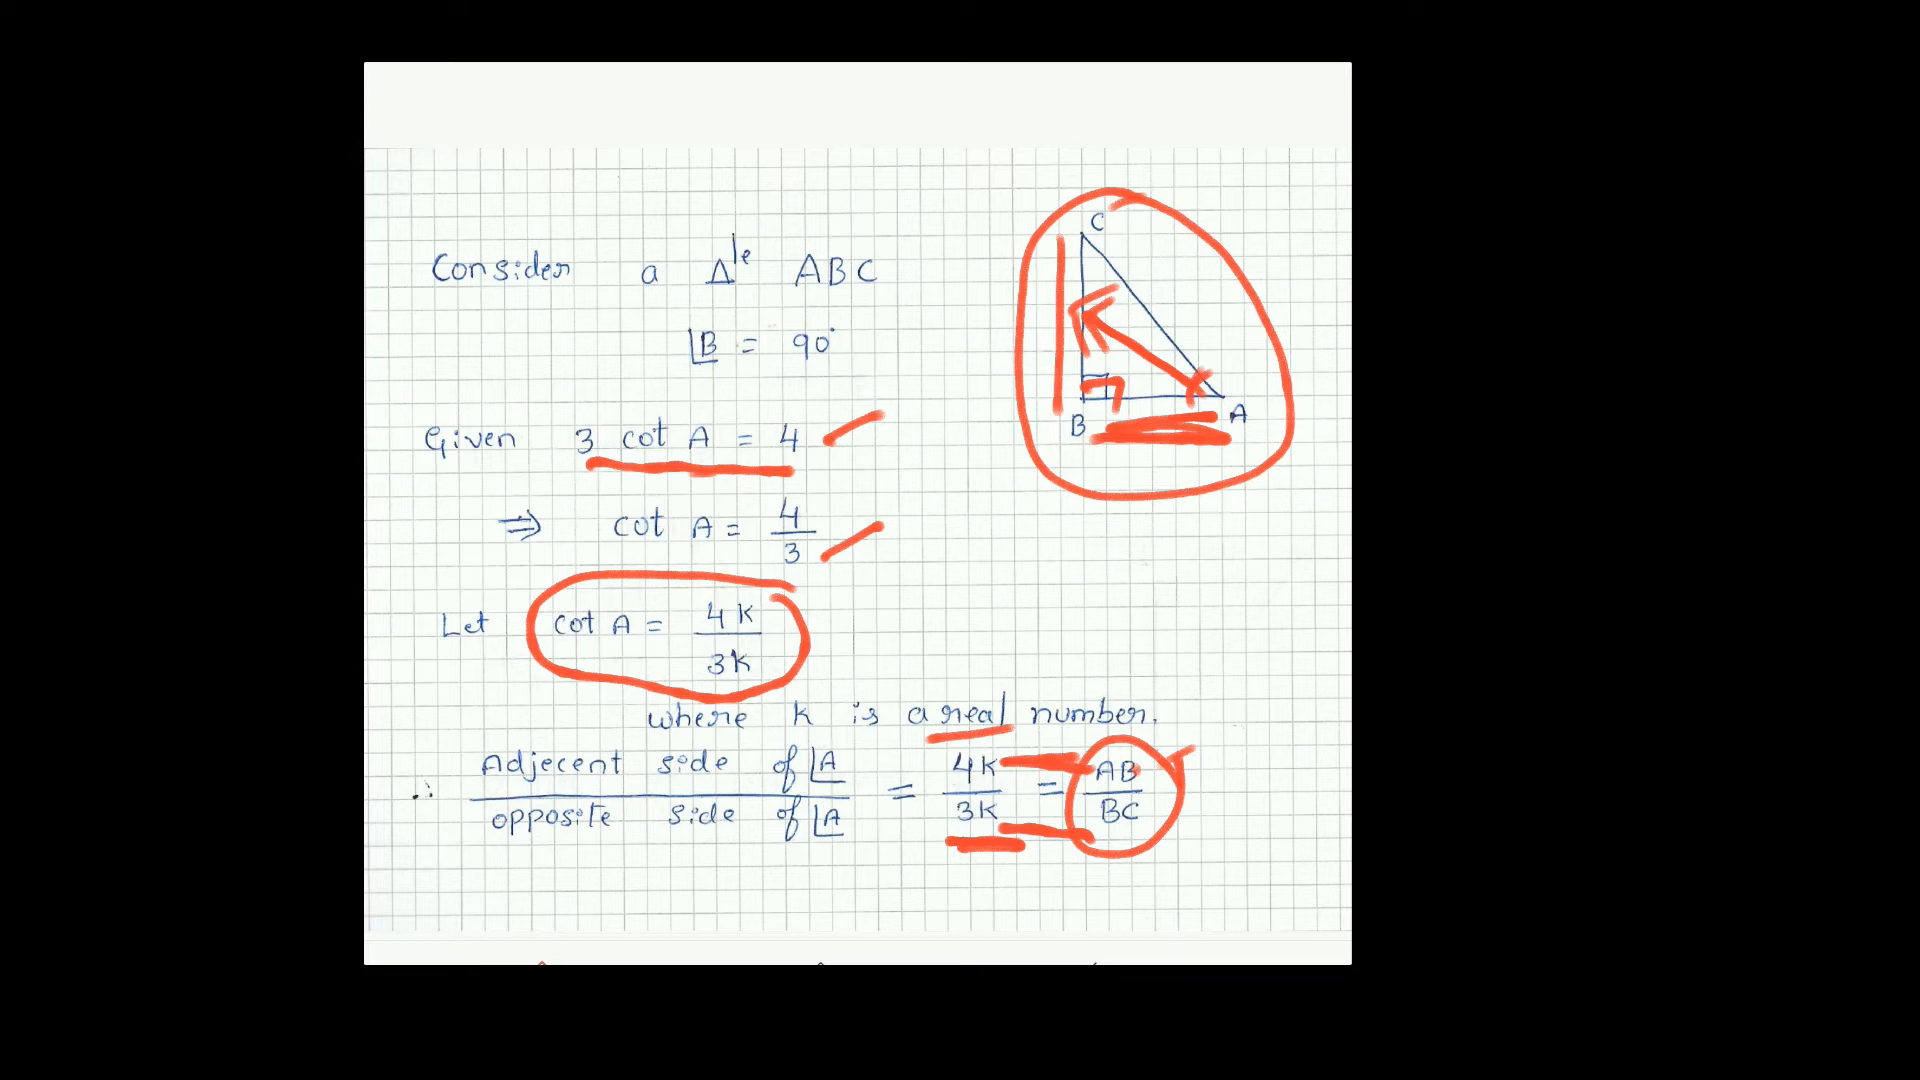 Consider a Δle ABC
∠B = 90°
Given 3 cot A = 4
⇒ cot A = 4/3
Let cot A = 4K/3K
where K is a real number.
∴ Adjecent side of ∠A / opposite side of ∠A = 4K/3K = AB/BC
C
B
A